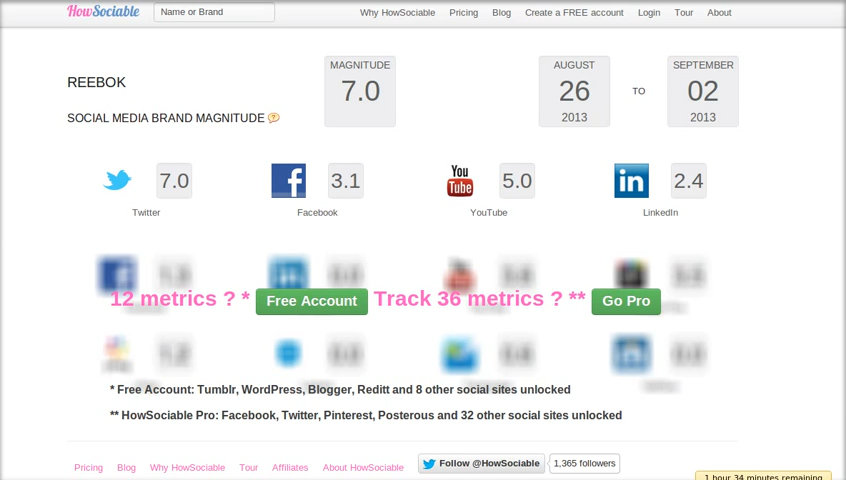 HowSociable
Name or Brand
Why HowSociable Pricing Blog Create a FREE account Login Tour About
REEBOK
SOCIAL MEDIA BRAND MAGNITUDE
MAGNITUDE
7.0
AUGUST
26
2013
TO
SEPTEMBER
02
2013
7.0
Twitter
f
3.1
Facebook
You
Tube
5.0
YouTube
in
2.4
LinkedIn
12 metrics ? * Free Account Track 36 metrics ? ** Go Pro
* Free Account: Tumblr, WordPress, Blogger, Reditt and 8 other social sites unlocked
** HowSociable Pro: Facebook, Twitter, Pinterest, Posterous and 32 other social sites unlocked
Pricing Blog Why HowSociable Tour Affiliates About HowSociable
Follow @HowSociable 1,365 followers
1 hour 34 minutes remaining